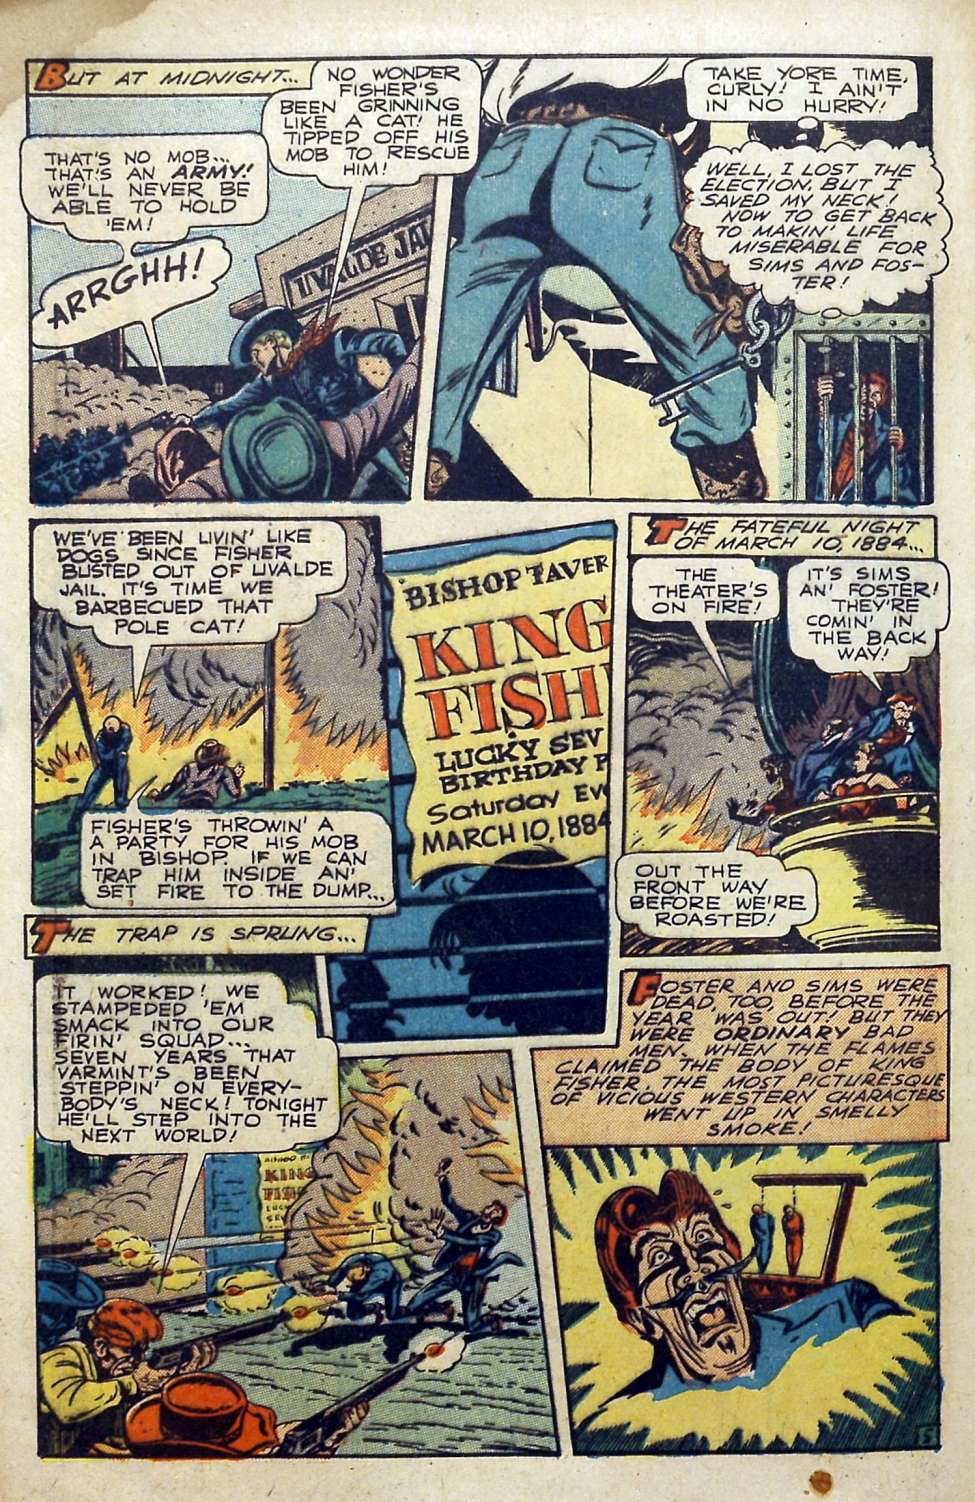 BUT AT MIDNIGHT...
NO WONDER
FISHER'S
BEEN GRINNING
LIKE A CAT! HE
TIPPED OFF HIS
MOB TO RESCUE
HIM!
THAT'S NO MOB...
THAT'S AN ARMY!
WE'LL NEVER BE
ABLE TO HOLD
'EM!
ARRGHH!
UVALDE JAIL
TAKE YORE TIME,
CURLY! I AIN'T
IN NO HURRY!
WELL, I LOST THE
ELECTION, BUT I
SAVED MY NECK!
NOW TO GET BACK
TO MAKIN' LIFE
MISERABLE FOR
SIMS AND FOS-
TER!
WE'VE BEEN LIVIN' LIKE
DOGS SINCE FISHER
BUSTED OUT OF UVALDE
JAIL. IT'S TIME WE
BARBECUED THAT
POLE CAT!
FISHER'S THROWIN' A
A PARTY FOR HIS MOB
IN BISHOP. IF WE CAN
TRAP HIM INSIDE AN'
SET FIRE TO THE DUMP...
BISHOP TAVER
KING
FISH
LUCKY SEV
BIRTHDAY P
Saturday Eve
MARCH 10, 1884
THE FATEFUL NIGHT
OF MARCH 10, 1884...
THE
THEATER'S
ON FIRE!
IT'S SIMS
AN' FOSTER!
THEY'RE
COMIN' IN
THE BACK
WAY!
OUT THE
FRONT WAY
BEFORE WE'RE
ROASTED!
THE TRAP IS SPRUNG...
IT WORKED! WE
STAMPEDED 'EM
SMACK INTO OUR
FIRIN' SQUAD...
SEVEN YEARS THAT
VARMINT'S BEEN
STEPPIN' ON EVERY-
BODY'S NECK! TONIGHT
HE'LL STEP INTO THE
NEXT WORLD!
KING
FISH
LUCKY
SEV
FOSTER AND SIMS WERE
DEAD, TOO, BEFORE THE
YEAR WAS OUT! BUT THEY
WERE ORDINARY BAD
MEN. WHEN THE FLAMES
CLAIMED THE BODY OF KING
FISHER, THE MOST PICTURESQUE
OF VICIOUS WESTERN CHARACTERS
WENT UP IN SMELLY
SMOKE!
5